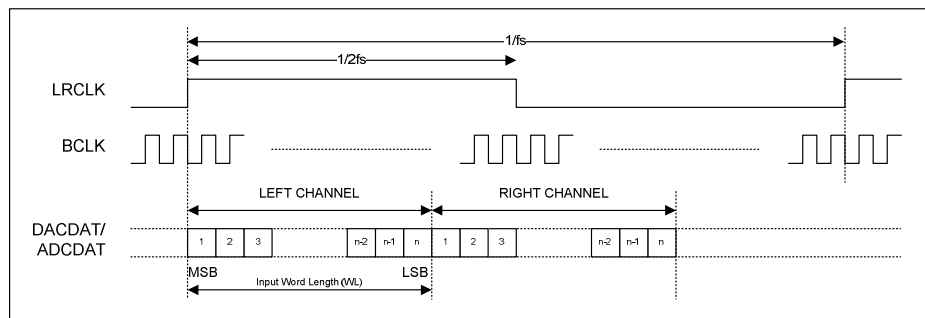 1/fs
1/2fs
LRCLK
BCLK
LEFT CHANNEL RIGHT CHANNEL
DACDAT/
ADCDAT
1 2 3 n-2 n-1 n 1 2 3 n-2 n-1 n
MSB LSB
Input Word Length (WL)